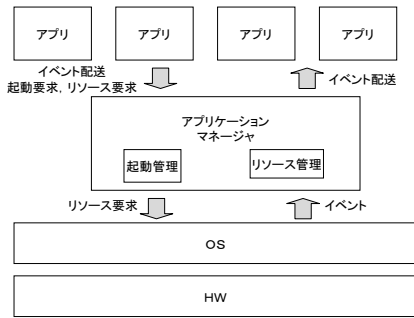 アプリ
アプリ
アプリ
アプリ
イベント配送
起動要求, リソース要求
イベント配送
アプリケーション
マネージャ
起動管理
リソース管理
リソース要求
イベント
OS
HW